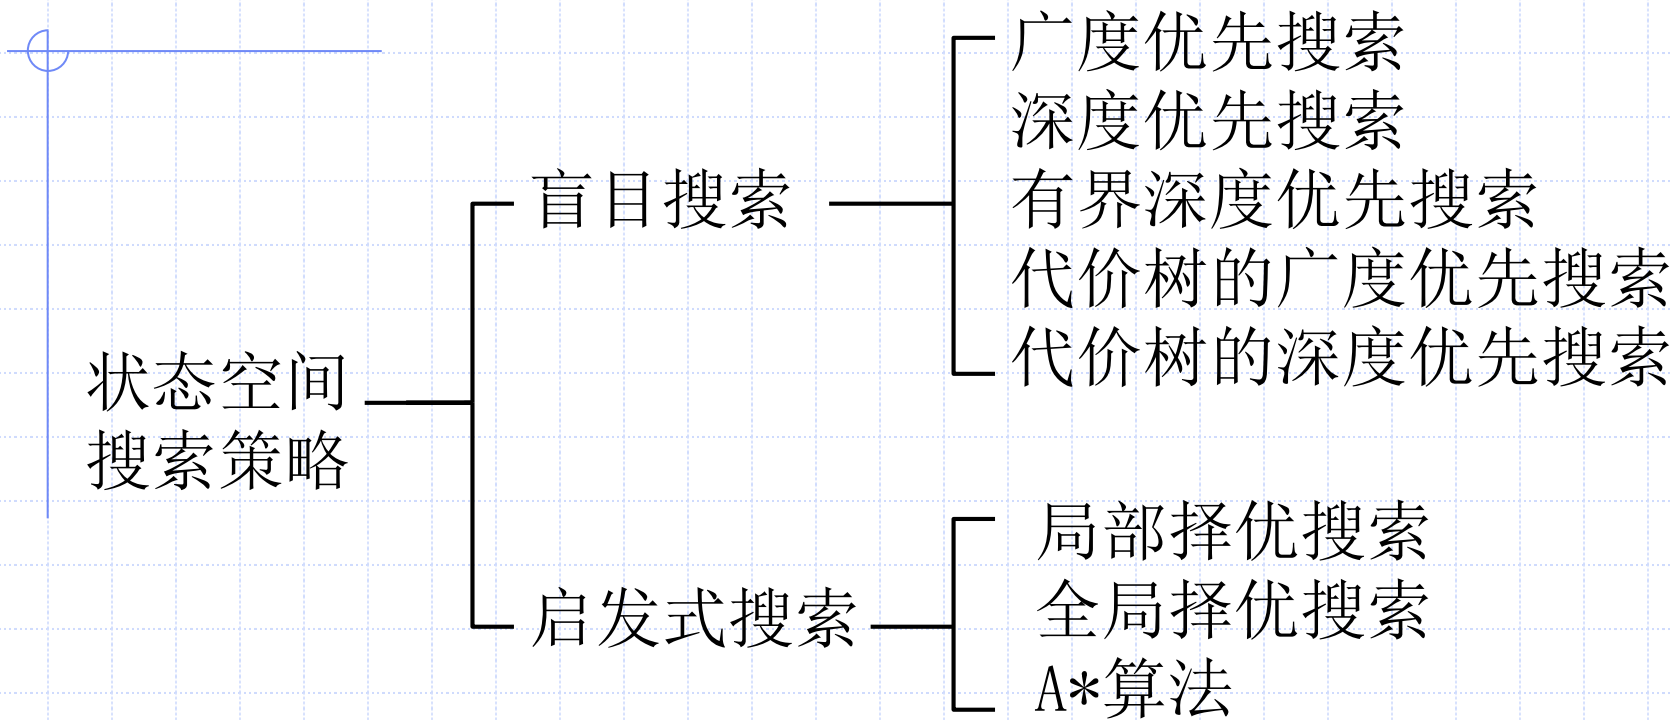 状态空间
搜索策略
盲目搜索
广度优先搜索
深度优先搜索
有界深度优先搜索
代价树的广度优先搜索
代价树的深度优先搜索
启发式搜索
局部择优搜索
全局择优搜索
A*算法